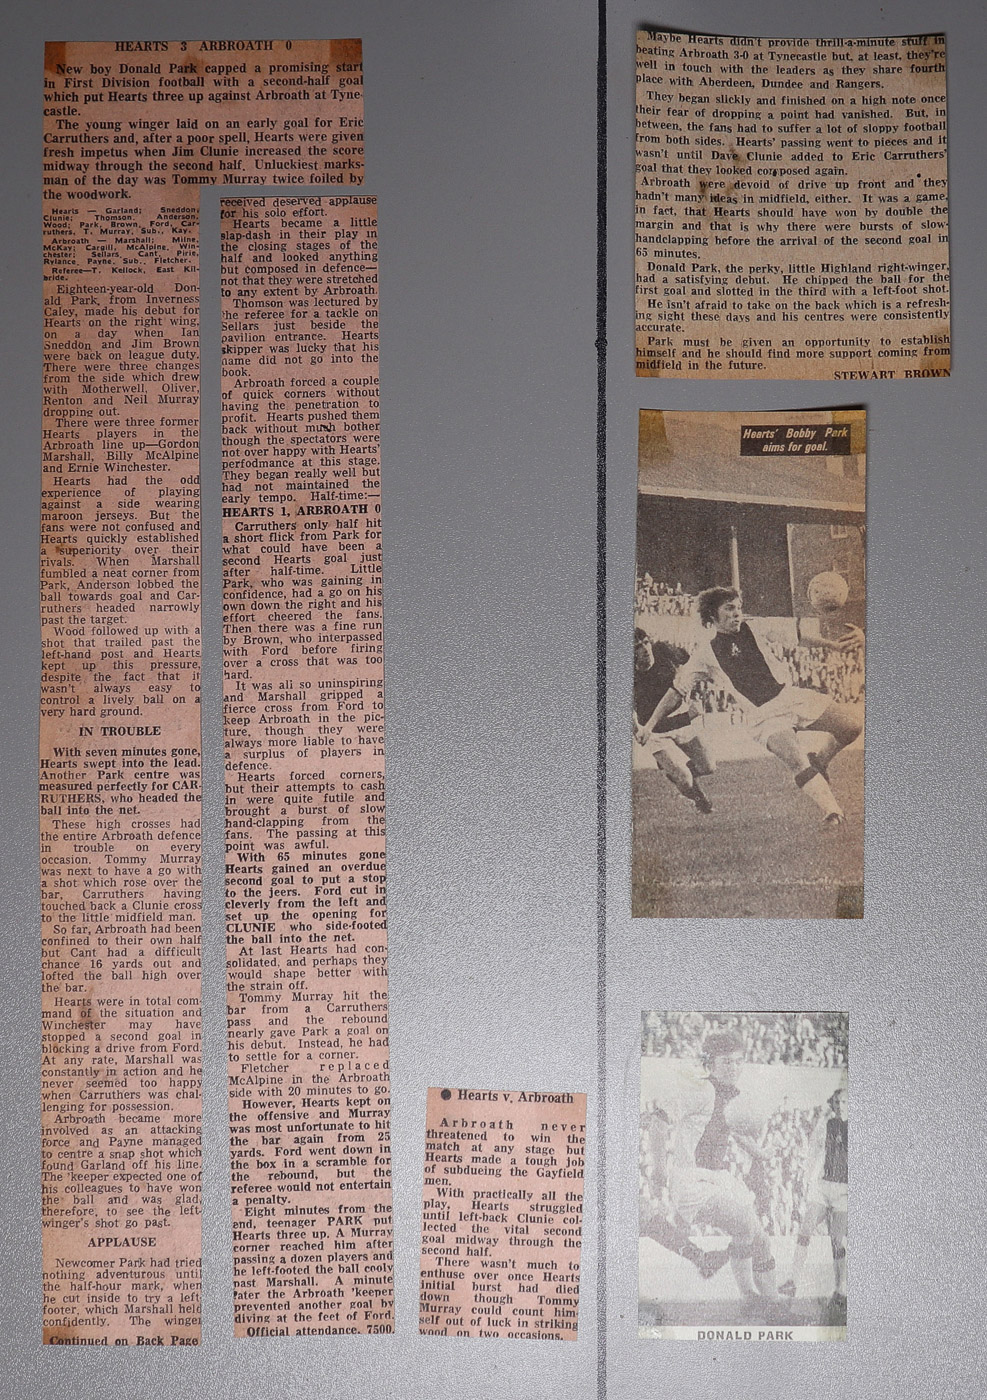 HEARTS 3 ARBROATH 0
New boy Donald Park capped a promising start
in First Division football with a second-half goal
which put Hearts three up against Arbroath at Tyne-
castle.
The young winger laid on an early goal for Eric
Carruthers and, after a poor spell, Hearts were given
fresh impetus when Jim Clunie increased the score
midway through the second half. Unluckiest marks-
man of the day was Tommy Murray twice foiled by
the woodwork.
Hearts — Garland; Sneddon,
Clunie; Thomson, Anderson,
Wood; Park, Brown, Ford, Car-
ruthers, T. Murray, Sub., Kay.
Arbroath — Marshall; Milne,
McKay; Cargill, McAlpine, Win-
chester; Sellars, Cant, Pirie,
Rylance, Payne, Sub., Fletcher.
Referee—T. Kellock, East Kil-
bride.
Eighteen-year-old Don-
ald Park, from Inverness
Caley, made his debut for
Hearts on the right wing,
on a day when Ian
Sneddon and Jim Brown
were back on league duty.
There were three changes
from the side which drew
with Motherwell, Oliver,
Renton and Neil Murray
dropping out.
There were three former
Hearts players in the
Arbroath line up—Gordon
Marshall, Billy McAlpine
and Ernie Winchester.
Hearts had the odd
experience of playing
against a side wearing
maroon jerseys. But the
fans were not confused and
Hearts quickly established
a superiority over their
rivals. When Marshall
fumbled a neat corner from
Park, Anderson lobbed the
ball towards goal and Car-
ruthers headed narrowly
past the target.
Wood followed up with a
shot that trailed past the
left-hand post and Hearts
kept up this pressure,
despite the fact that it
wasn't always easy to
control a lively ball on a
very hard ground.
IN TROUBLE
With seven minutes gone,
Hearts swept into the lead.
Another Park centre was
measured perfectly for CAR-
RUTHERS, who headed the
ball into the net.
These high crosses had
the entire Arbroath defence
in trouble on every
occasion. Tommy Murray
was next to have a go with
a shot which rose over the
bar, Carruthers having
touched back a Clunie cross
to the little midfield man.
So far, Arbroath had been
confined to their own half
but Cant had a difficult
chance 16 yards out and
lofted the ball high over
the bar.
Hearts were in total com-
mand of the situation and
Winchester may have
stopped a second goal in
blocking a drive from Ford.
At any rate, Marshall was
constantly in action and he
never seemed too happy
when Carruthers was chal-
lenging for possession.
Arbroath became more
involved as an attacking
force and Payne managed
to centre a snap shot which
found Garland off his line.
The 'keeper expected one of
his colleagues to have won
the ball and was glad,
therefore, to see the left-
winger's shot go past.
APPLAUSE
Newcomer Park had tried
nothing adventurous until
the half-hour mark, when
he cut inside to try a left
footer, which Marshall held
confidently. The winger
Continued on Back Page
received deserved applause
for his solo effort.
Hearts became a little
slap-dash in their play in
the closing stages of the
half and looked anything
but composed in defence—
not that they were stretched
to any extent by Arbroath.
Thomson was lectured by
the referee for a tackle on
Sellars just beside the
pavilion entrance. Hearts
skipper was lucky that his
name did not go into the
book.
Arbroath forced a couple
of quick corners without
having the penetration to
profit. Hearts pushed them
back without much bother
though the spectators were
not over happy with Hearts'
perfodmance at this stage.
They began really well but
had not maintained the
early tempo. Half-time:—
HEARTS 1, ARBROATH 0
Carruthers only half hit
a short flick from Park for
what could have been a
second Hearts goal just
after half-time. Little
Park, who was gaining in
confidence, had a go on his
own down the right and his
effort cheered the fans.
Then there was a fine run
by Brown, who interpassed
with Ford before firing
over a cross that was too
hard.
It was all so uninspiring
and Marshall gripped a
fierce cross from Ford to
keep Arbroath in the pic-
ture, though they were
always more liable to have
a surplus of players in
defence.
Hearts forced corners,
but their attempts to cash
in were quite futile and
brought a burst of slow
hand-clapping from the
fans. The passing at this
point was awful.
With 65 minutes gone
Hearts gained an overdue
second goal to put a stop
to the jeers. Ford cut in
cleverly from the left and
set up the opening for
CLUNIE who side-footed
the ball into the net.
At last Hearts had con-
solidated, and perhaps they
would shape better with
the strain off.
Tommy Murray hit the
bar from a Carruthers
pass and the rebound
nearly gave Park a goal on
his debut. Instead, he had
to settle for a corner.
Fletcher replaced
McAlpine in the Arbroath
side with 20 minutes to go.
However, Hearts kept on
the offensive and Murray
was most unfortunate to hit
the bar again from 25
yards. Ford went down in
the box in a scramble for
the rebound, but the
referee would not entertain
a penalty.
Eight minutes from the
end, teenager PARK put
Hearts three up. A Murray
corner reached him after
passing a dozen players and
he left-footed the ball cooly
past Marshall. A minute
later the Arbroath 'keeper
prevented another goal by
diving at the feet of Ford.
Official attendance. 7500.
● Hearts v. Arbroath
Arbroath never
threatened to win the
match at any stage but
Hearts made a tough job
of subdueing the Gayfield
men.
With practically all the
play, Hearts struggled
until left-back Clunie col-
lected the vital second
goal midway through the
second half.
There wasn't much to
enthuse over once Hearts
initial burst had died
down though Tommy
Murray could count him-
self out of luck in striking
wood on two occasions.
Maybe Hearts didn't provide thrill-a-minute stuff in
beating Arbroath 3-0 at Tynecastle but, at least, they're
well in touch with the leaders as they share fourth
place with Aberdeen, Dundee and Rangers.
They began slickly and finished on a high note once
their fear of dropping a point had vanished. But, in
between, the fans had to suffer a lot of sloppy football
from both sides. Hearts' passing went to pieces and it
wasn't until Dave Clunie added to Eric Carruthers'
goal that they looked composed again.
Arbroath were devoid of drive up front and they
hadn't many ideas in midfield, either. It was a game,
in fact, that Hearts should have won by double the
margin and that is why there were bursts of slow-
handclapping before the arrival of the second goal in
65 minutes.
Donald Park, the perky, little Highland right-winger,
had a satisfying debut. He chipped the ball for the
first goal and slotted in the third with a left-foot shot.
He isn't afraid to take on the back which is a refresh-
ing sight these days and his centres were consistently
accurate.
Park must be given an opportunity to establish
himself and he should find more support coming from
midfield in the future.
STEWART BROWN
Hearts' Bobby Park
aims for goal.
DONALD PARK